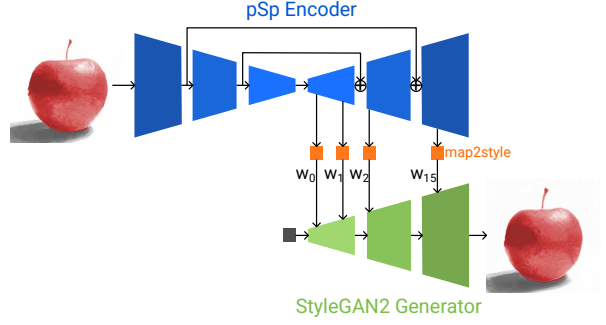 pSp Encoder
map2style
w₀ w₁ w₂ w₁₅
StyleGAN2 Generator